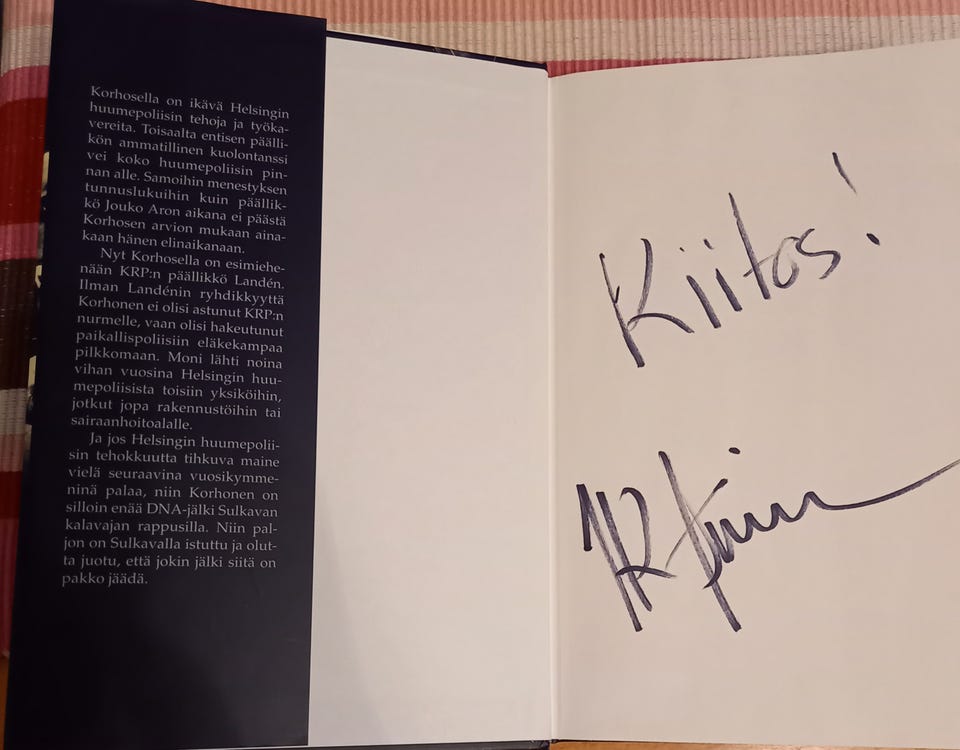 Korhosella on ikävä Helsingin
huumepoliisin tehoja ja työka-
vereita. Toisaalta entisen päälli-
kön ammatillinen kuolontanssi
vei koko huumepoliisin pin-
nan alle. Samoihin menestyksen
tunnuslukuihin kuin päällik-
kö Jouko Aron aikana ei päästä
Korhosen arvion mukaan aina-
kaan hänen elinaikanaan.
Nyt Korhosella on esimiehe-
nään KRP:n päällikkö Landén.
Ilman Landénin ryhdikkyyttä
Korhonen ei olisi astunut KRP:n
nurmelle, vaan olisi hakeutunut
paikallispoliisiin eläkekampaa
pilkkomaan. Moni lähti noina
vihan vuosina Helsingin huu-
mepoliisista toisiin yksiköihin,
jotkut jopa rakennustöihin tai
sairaanhoitoalalle.
Ja jos Helsingin huumepolii-
sin tehokkuutta tihkuva maine
vielä seuraavina vuosikymme-
ninä palaa, niin Korhonen on
silloin enää DNA-jälki Sulkavan
kalavajan rappusilla. Niin pal-
jon on Sulkavalla istuttu ja olut-
ta juotu, että jokin jälki siitä on
pakko jäädä.
Kiitos!